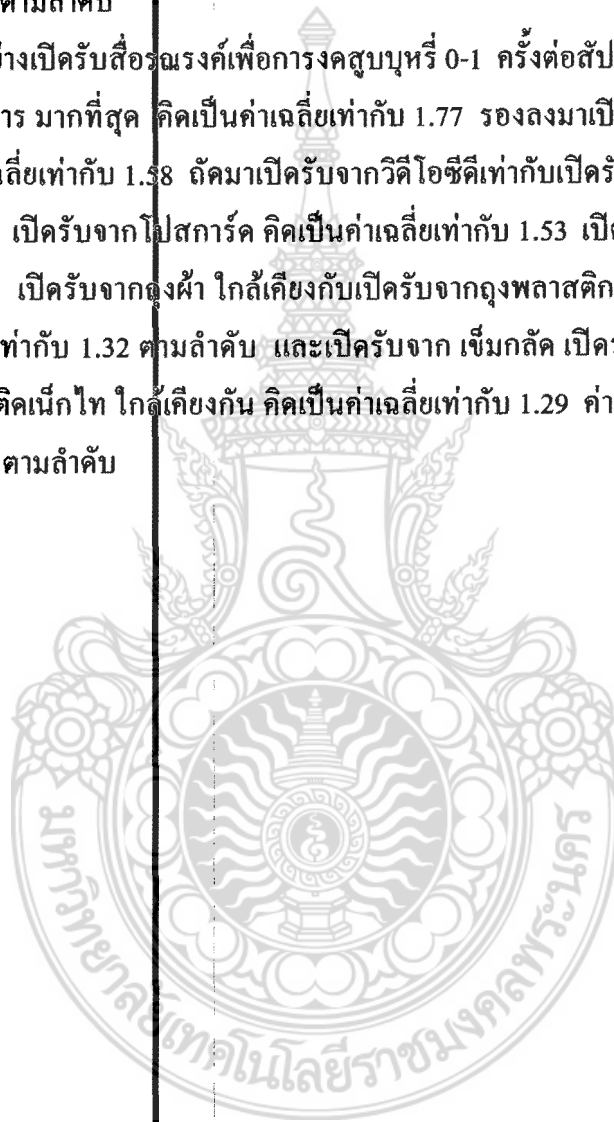 ตามลำดับ
างเปิดรับสื่อรณรงค์เพื่อการงดสูบบุหรี่ 0-1 ครั้งต่อสัป
าร มากที่สุด คิดเป็นค่าเฉลี่ยเท่ากับ 1.77 รองลงมาเปิ
ฉลี่ยเท่ากับ 1.58 ถัดมาเปิดรับจากวิดีโอซีดีเท่ากับเปิดรั
เปิดรับจากโปสการ์ด คิดเป็นค่าเฉลี่ยเท่ากับ 1.53 เปิด
เปิดรับจากถุงผ้า ใกล้เคียงกับเปิดรับจากถุงพลาสติก
ท่ากับ 1.32 ตามลำดับ และเปิดรับจาก เข็มกลัด เปิดร
ติดเน็กไท ใกล้เคียงกัน คิดเป็นค่าเฉลี่ยเท่ากับ 1.29 ค่า
ตามลำดับ
มหาวิทยาลัยเทคโนโลยีราชมงคลพระนคร